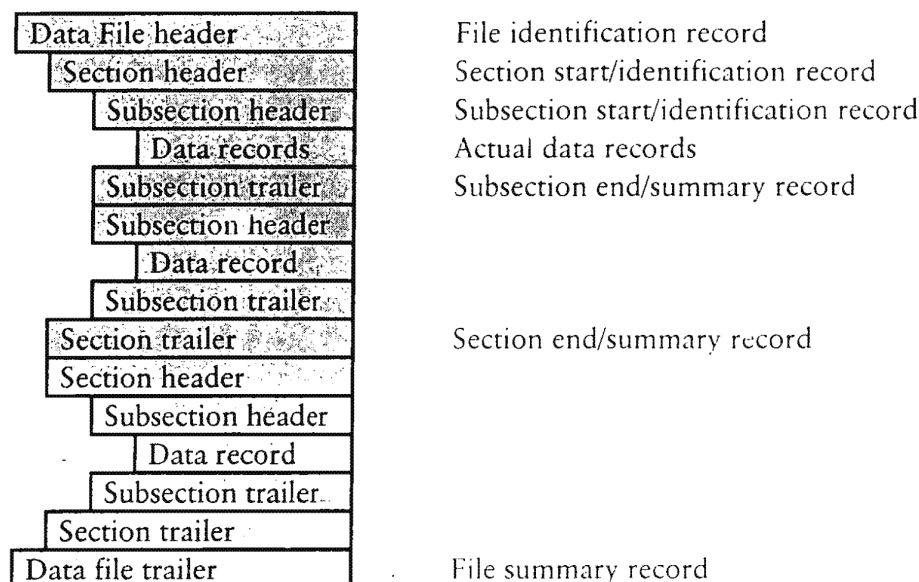 Data File header File identification record
Section header Section start/identification record
Subsection header Subsection start/identification record
Data records Actual data records
Subsection trailer Subsection end/summary record
Subsection header
Data record
Subsection trailer
Section trailer Section end/summary record
Section header
Subsection header
Data record
Subsection trailer
Section trailer
Data file trailer File summary record